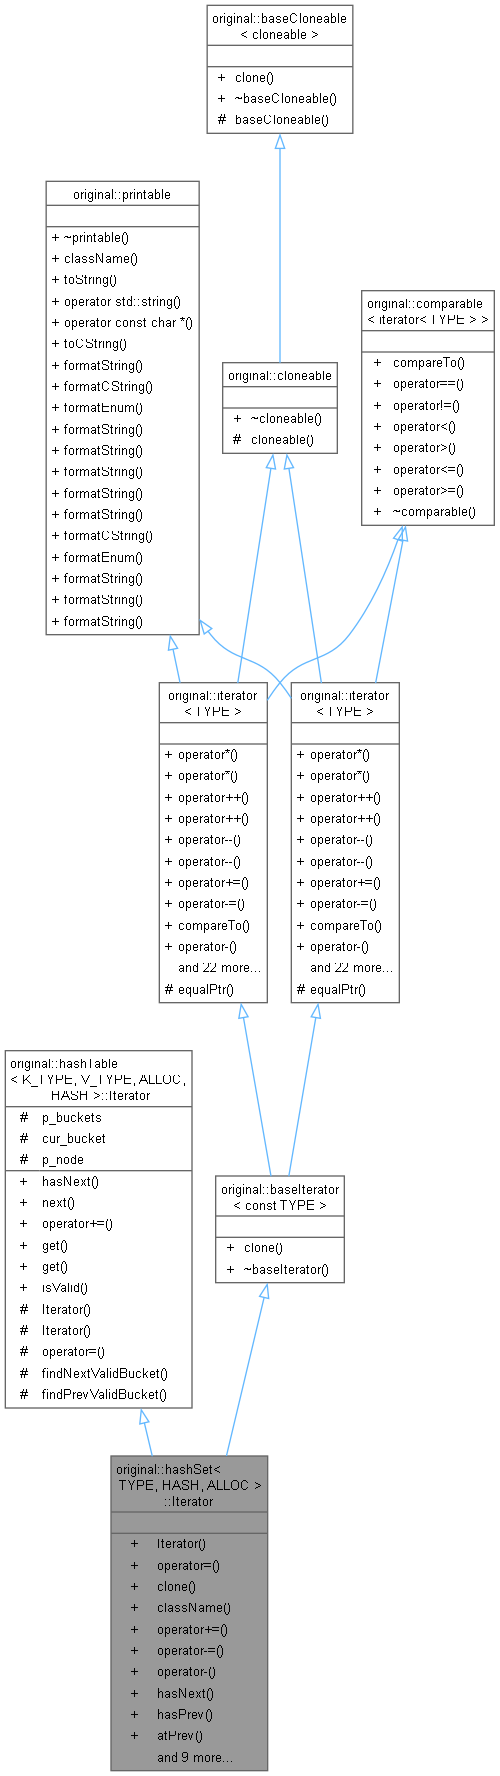 original::baseCloneable
< cloneable >
+ clone()
+ ~baseCloneable()
# baseCloneable()
original::printable
+ ~printable()
+ className()
+ toString()
+ operator std::string()
+ operator const char *()
+ toCString()
+ formatString()
+ formatCString()
+ formatEnum()
+ formatString()
+ formatString()
+ formatString()
+ formatString()
+ formatString()
+ formatCString()
+ formatEnum()
+ formatString()
+ formatString()
+ formatString()
original::comparable
< iterator< TYPE > >
+ compareTo()
+ operator==()
+ operator!=()
+ operator<()
+ operator>()
+ operator<=()
+ operator>=()
+ ~comparable()
original::cloneable
+ ~cloneable()
# cloneable()
original::iterator
< TYPE >
+ operator*()
+ operator*()
+ operator++()
+ operator++()
+ operator--()
+ operator--()
+ operator+=()
+ operator-=()
+ compareTo()
+ operator-()
and 22 more...
# equalPtr()
original::iterator
< TYPE >
+ operator*()
+ operator*()
+ operator++()
+ operator++()
+ operator--()
+ operator--()
+ operator+=()
+ operator-=()
+ compareTo()
+ operator-()
and 22 more...
# equalPtr()
original::hashTable
< K_TYPE, V_TYPE, ALLOC,
HASH >::Iterator
# p_buckets
# cur_bucket
# p_node
+ hasNext()
+ next()
+ operator+=()
+ get()
+ get()
+ isValid()
# Iterator()
# Iterator()
# operator=()
# findNextValidBucket()
# findPrevValidBucket()
original::baseIterator
< const TYPE >
+ clone()
+ ~baseIterator()
original::hashSet<
TYPE, HASH, ALLOC >
::Iterator
+ Iterator()
+ operator=()
+ clone()
+ className()
+ operator+=()
+ operator-=()
+ operator-()
+ hasNext()
+ hasPrev()
+ atPrev()
and 9 more...